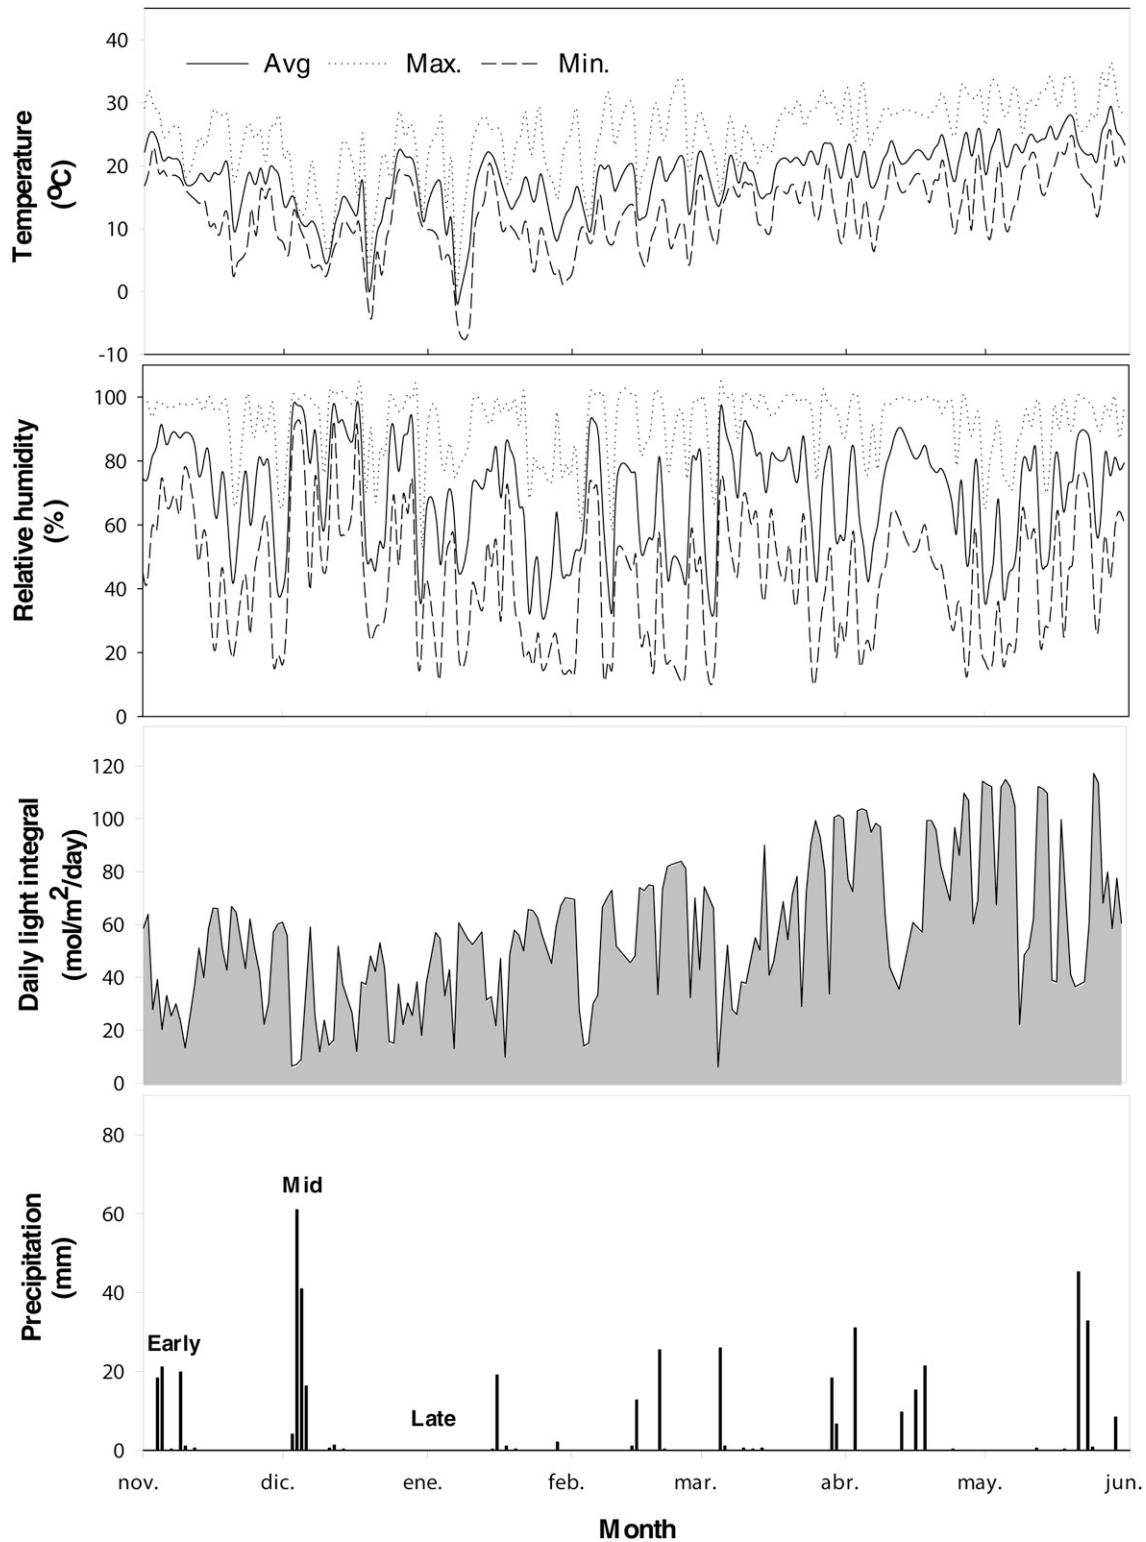 40
Avg Max. Min.
30
20
10
0
-10
Temperature
(ºC)
100
80
60
40
20
0
Relative humidity
(%)
120
100
80
60
40
20
0
Daily light integral
(mol/m²/day)
80
60
40
20
0
Precipitation
(mm)
Mid
Early
Late
nov. dic. ene. feb. mar. abr. may. jun.
Month